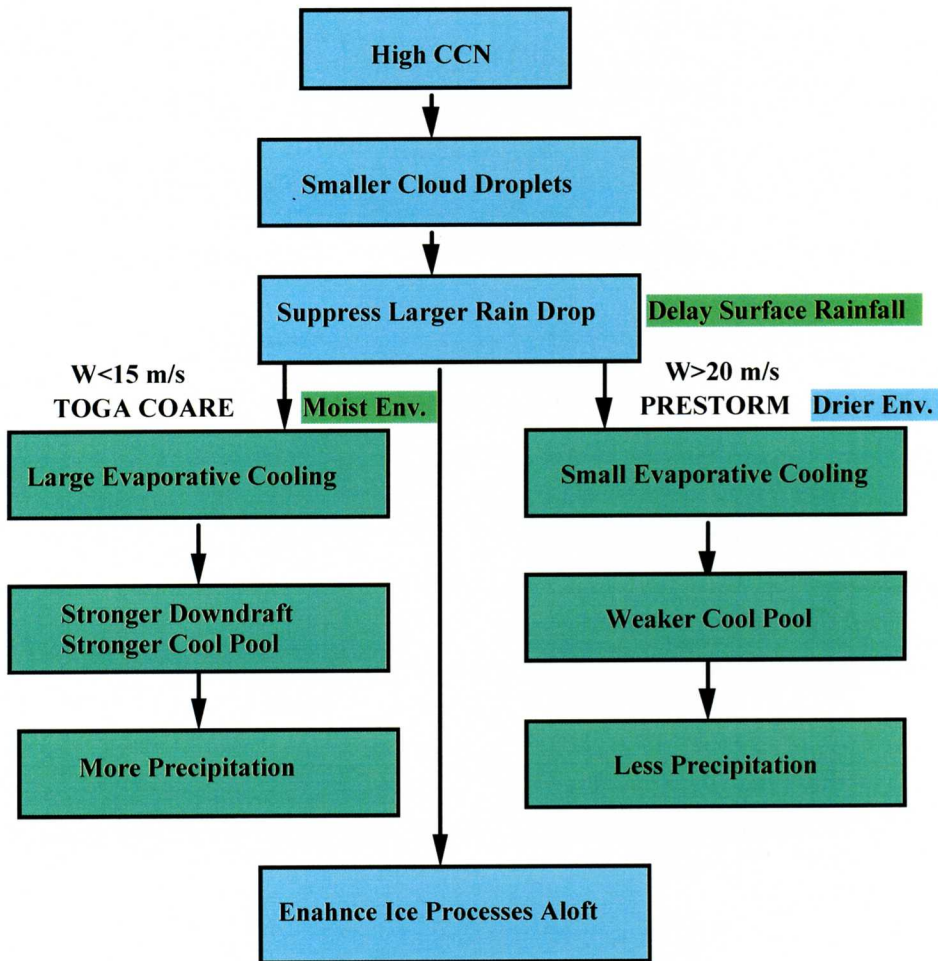 High CCN
Smaller Cloud Droplets
Suppress Larger Rain Drop
Delay Surface Rainfall
W<15 m/s
TOGA COARE
Moist Env.
W>20 m/s
PRESTORM
Drier Env.
Large Evaporative Cooling
Small Evaporative Cooling
Stronger Downdraft
Stronger Cool Pool
Weaker Cool Pool
More Precipitation
Less Precipitation
Enahnce Ice Processes Aloft